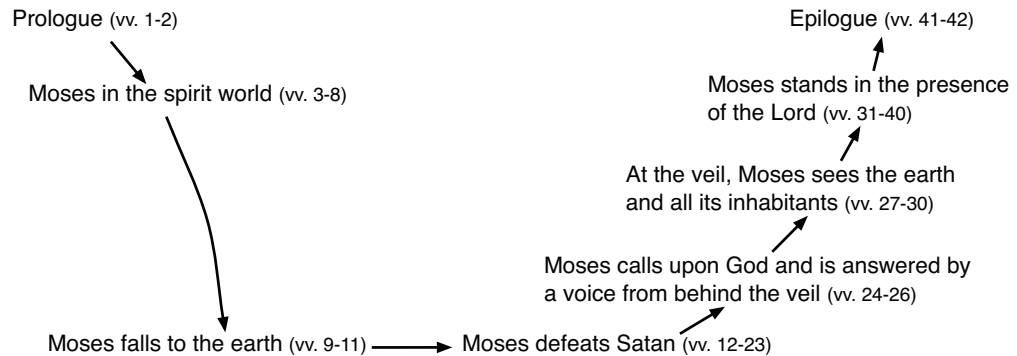 Prologue (vv. 1-2)
Moses in the spirit world (vv. 3-8)
Moses falls to the earth (vv. 9-11)
Moses defeats Satan (vv. 12-23)
Moses calls upon God and is answered by
a voice from behind the veil (vv. 24-26)
At the veil, Moses sees the earth
and all its inhabitants (vv. 27-30)
Moses stands in the presence
of the Lord (vv. 31-40)
Epilogue (vv. 41-42)